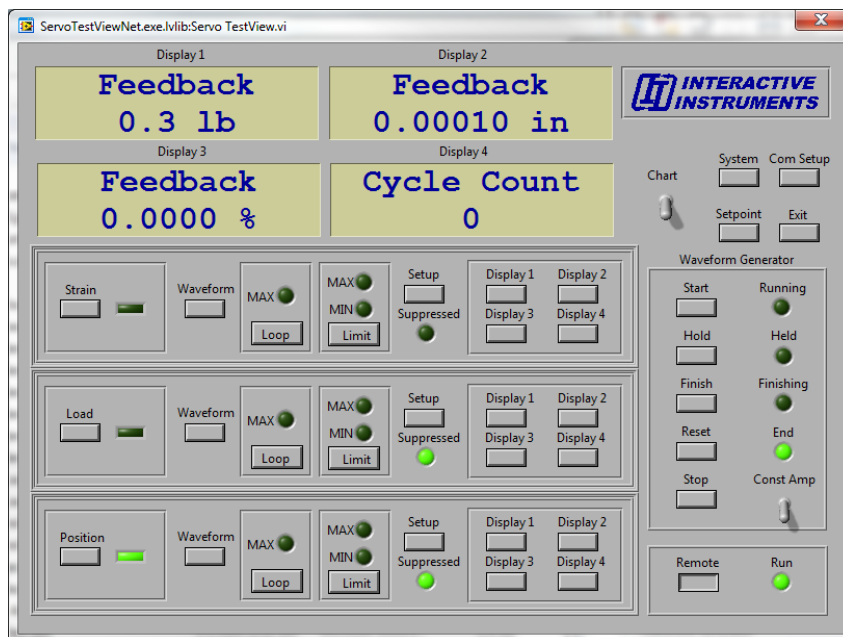 ServoTestViewNet.exe.lvlib:Servo TestView.vi
Display 1
Display 2
Feedback
0.3 lb
Feedback
0.00010 in
INTERACTIVE
INSTRUMENTS
Display 3
Display 4
Feedback
0.0000 %
Cycle Count
0
Chart
System
Com Setup
Setpoint
Exit
Strain
Waveform
MAX
Loop
MAX
MIN
Limit
Setup
Suppressed
Display 1
Display 2
Display 3
Display 4
Load
Waveform
MAX
Loop
MAX
MIN
Limit
Setup
Suppressed
Display 1
Display 2
Display 3
Display 4
Position
Waveform
MAX
Loop
MAX
MIN
Limit
Setup
Suppressed
Display 1
Display 2
Display 3
Display 4
Waveform Generator
Start
Running
Hold
Held
Finish
Finishing
Reset
End
Stop
Const Amp
Remote
Run